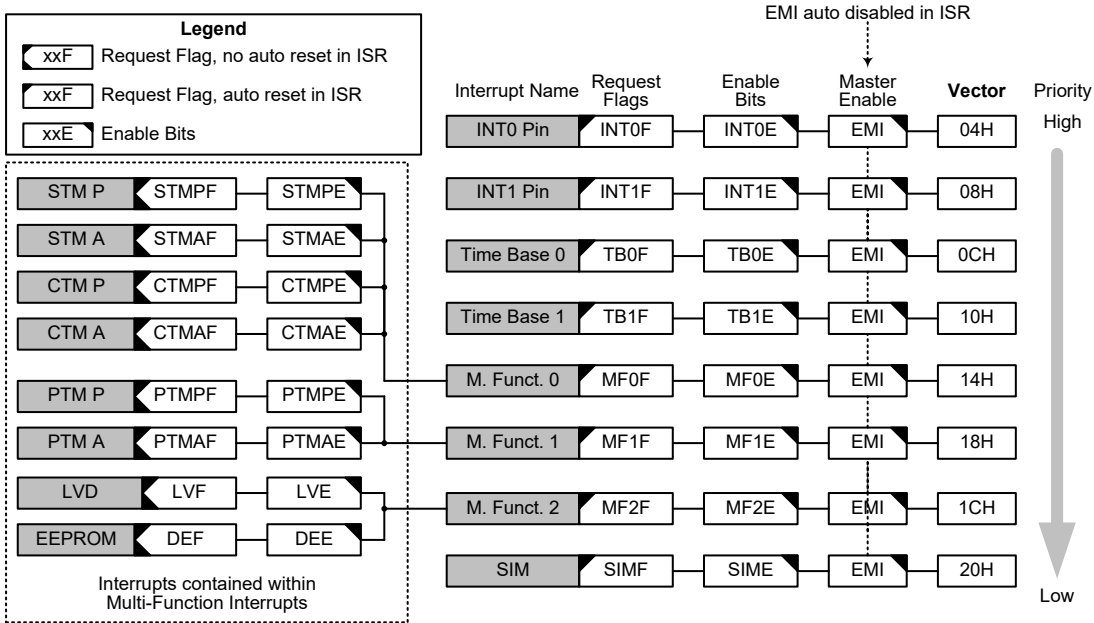 EMI auto disabled in ISR
Legend
xxF Request Flag, no auto reset in ISR
xxF Request Flag, auto reset in ISR
xxE Enable Bits
Interrupt Name Request Flags Enable Bits Master Enable Vector Priority
High
INT0 Pin INT0F INT0E EMI 04H
STM P STMPF STMPE INT1 Pin INT1F INT1E EMI 08H
STM A STMAF STMAE Time Base 0 TB0F TB0E EMI 0CH
CTM P CTMPF CTMPE
CTM A CTMAF CTMAE Time Base 1 TB1F TB1E EMI 10H
M. Funct. 0 MF0F MF0E EMI 14H
PTM P PTMPF PTMPE
PTM A PTMAF PTMAE M. Funct. 1 MF1F MF1E EMI 18H
LVD LVF LVE M. Funct. 2 MF2F MF2E EMI 1CH
EEPROM DEF DEE
SIM SIMF SIME EMI 20H
Low
Interrupts contained within
Multi-Function Interrupts